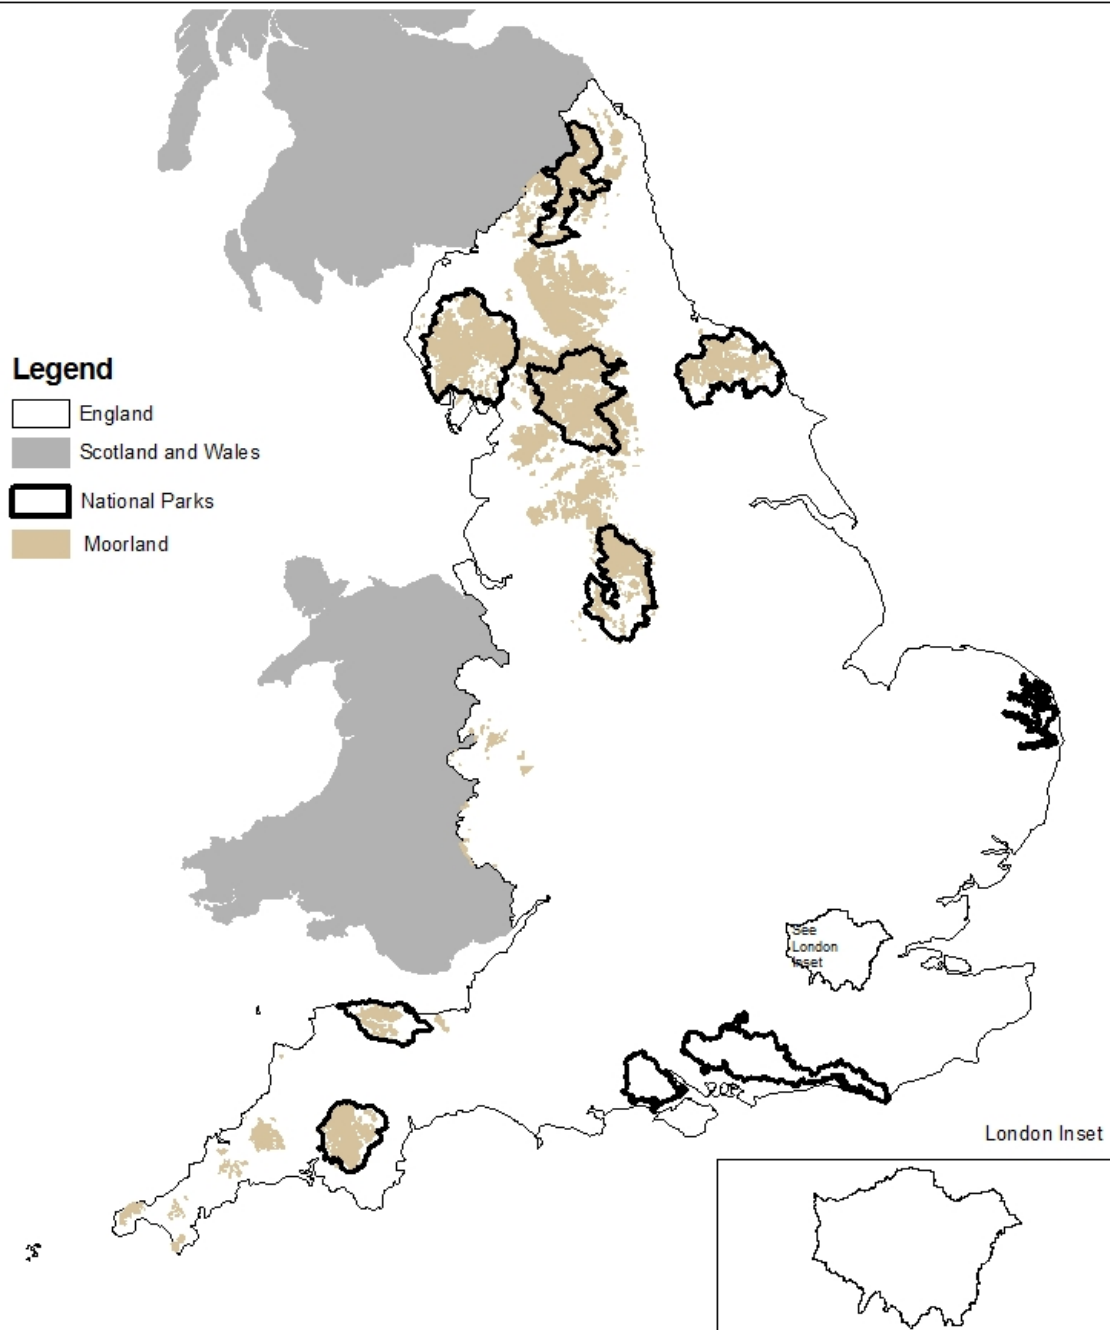 Legend
England
Scotland and Wales
National Parks
Moorland
See
London
Inset
London Inset